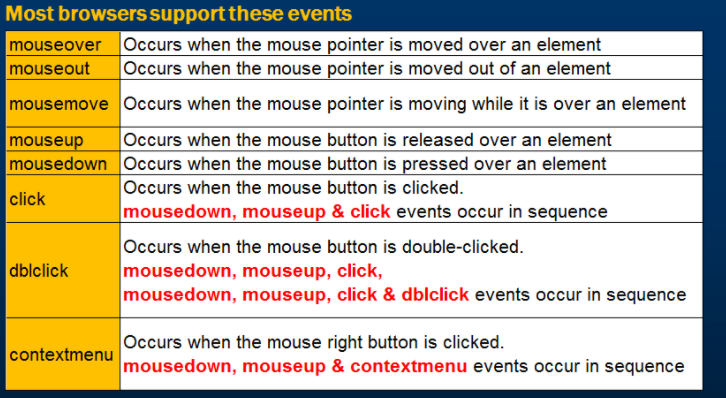 Most browsers support these events
mouseover Occurs when the mouse pointer is moved over an element
mouseout Occurs when the mouse pointer is moved out of an element
mousemove Occurs when the mouse pointer is moving while it is over an element
mouseup Occurs when the mouse button is released over an element
mousedown Occurs when the mouse button is pressed over an element
click Occurs when the mouse button is clicked.
mousedown, mouseup & click events occur in sequence
dblclick Occurs when the mouse button is double-clicked.
mousedown, mouseup, click,
mousedown, mouseup, click & dblclick events occur in sequence
contextmenu Occurs when the mouse right button is clicked.
mousedown, mouseup & contextmenu events occur in sequence